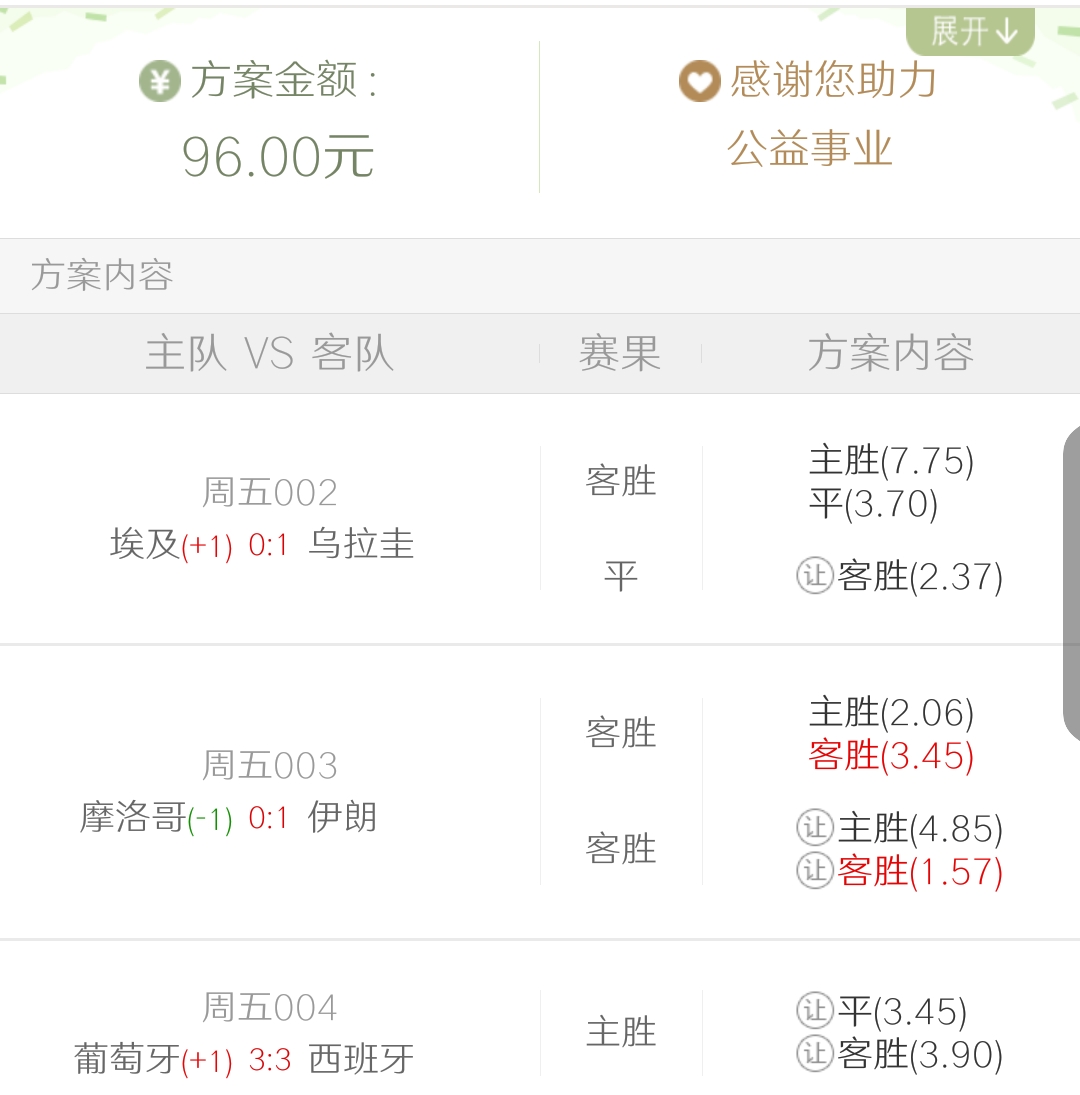 展开↓
¥ 方案金额：
96.00元
感谢您助力
公益事业
方案内容
主队 VS 客队 赛果 方案内容
周五002
埃及(+1) 0:1 乌拉圭
客胜
平
主胜(7.75)
平(3.70)
让客胜(2.37)
周五003
摩洛哥(-1) 0:1 伊朗
客胜
客胜
主胜(2.06)
客胜(3.45)
让主胜(4.85)
让客胜(1.57)
周五004
葡萄牙(+1) 3:3 西班牙
主胜
让平(3.45)
让客胜(3.90)